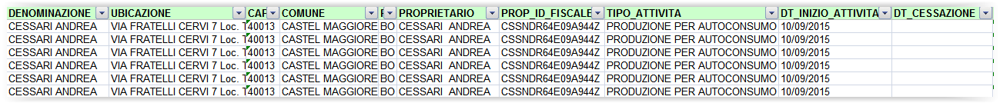 DENOMINAZIONE UBICAZIONE CAP COMUNE PROPRIETARIO PROP_ID_FISCALE TIPO_ATTIVITA DT_INIZIO_ATTIVITA DT_CESSAZIONE
CESSARI ANDREA VIA FRATELLI CERVI 7 Loc. T 40013 CASTEL MAGGIORE BO CESSARI ANDREA CSSNDR64E09A944Z PRODUZIONE PER AUTOCONSUMO 10/09/2015
CESSARI ANDREA VIA FRATELLI CERVI 7 Loc. T 40013 CASTEL MAGGIORE BO CESSARI ANDREA CSSNDR64E09A944Z PRODUZIONE PER AUTOCONSUMO 10/09/2015
CESSARI ANDREA VIA FRATELLI CERVI 7 Loc. T 40013 CASTEL MAGGIORE BO CESSARI ANDREA CSSNDR64E09A944Z PRODUZIONE PER AUTOCONSUMO 10/09/2015
CESSARI ANDREA VIA FRATELLI CERVI 7 Loc. T 40013 CASTEL MAGGIORE BO CESSARI ANDREA CSSNDR64E09A944Z PRODUZIONE PER AUTOCONSUMO 10/09/2015
CESSARI ANDREA VIA FRATELLI CERVI 7 Loc. T 40013 CASTEL MAGGIORE BO CESSARI ANDREA CSSNDR64E09A944Z PRODUZIONE PER AUTOCONSUMO 10/09/2015
CESSARI ANDREA VIA FRATELLI CERVI 7 Loc. T 40013 CASTEL MAGGIORE BO CESSARI ANDREA CSSNDR64E09A944Z PRODUZIONE PER AUTOCONSUMO 10/09/2015